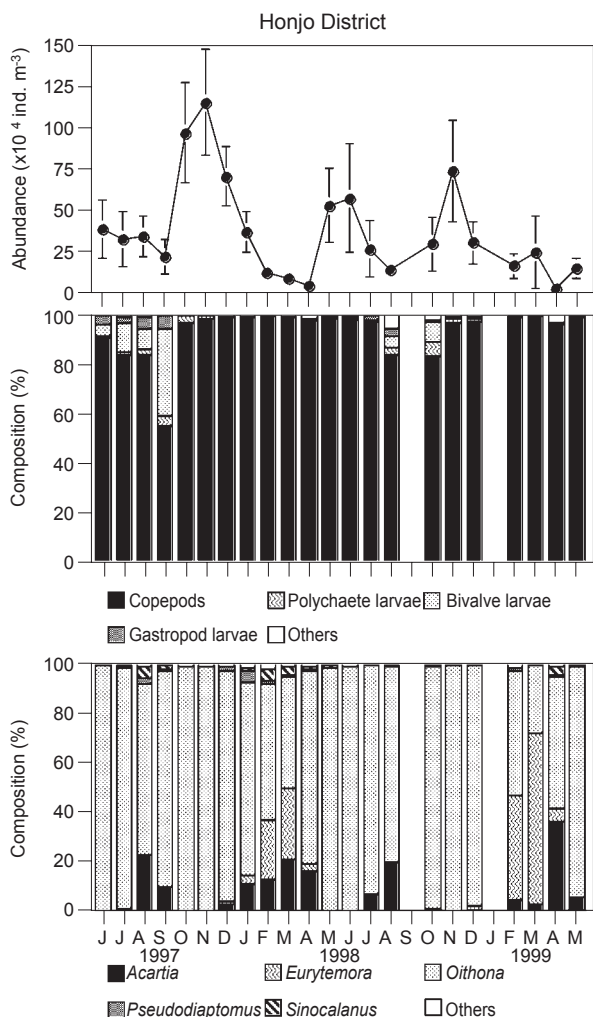 Honjo District
Abundance (x10⁻⁴ ind. m⁻³)
150
125
100
75
50
25
0
Composition (%)
100
80
60
40
20
0
Copepods Polychaete larvae Bivalve larvae
Gastropod larvae Others
Composition (%)
100
80
60
40
20
0
J J A S O N D J F M A M J J A S O N D J F M A M
1997 1998 1999
Acartia Eurytemora Oithona
Pseudodiaptomus Sinocalanus Others